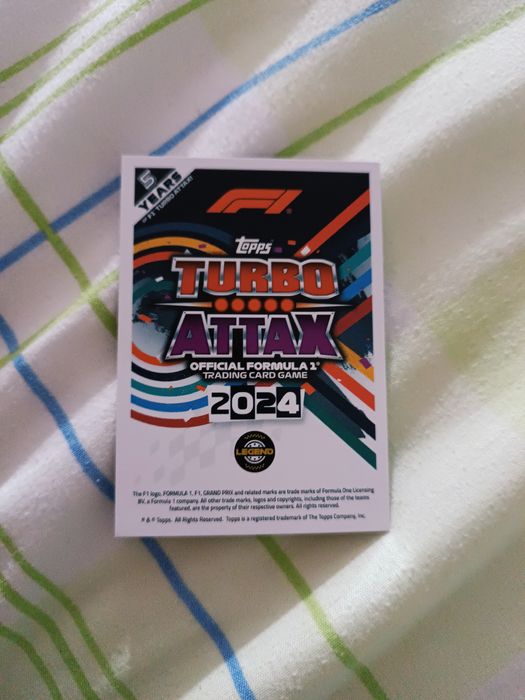 5
YEARS
OF F1 TURBO ATTAX!
F1
Topps
TURBO
ATTAX
OFFICIAL FORMULA 1®
TRADING CARD GAME
2024
LEGEND
The F1 logo, FORMULA 1, F1, GRAND PRIX and related marks are trade marks of Formula One Licensing
BV, a Formula 1 company. All other trade marks, logos and copyrights, including those of the teams
featured, are the property of their respective owners. All rights reserved.
® & © Topps. All Rights Reserved. Topps is a registered trademark of The Topps Company, Inc.